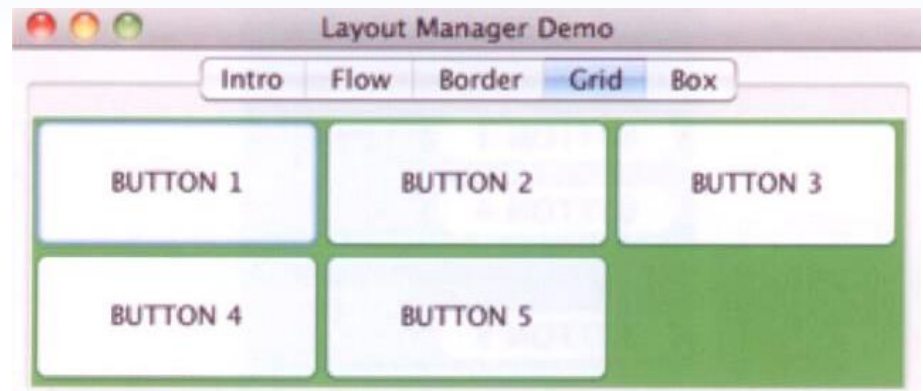 Layout Manager Demo
Intro Flow Border Grid Box
BUTTON 1 BUTTON 2 BUTTON 3
BUTTON 4 BUTTON 5